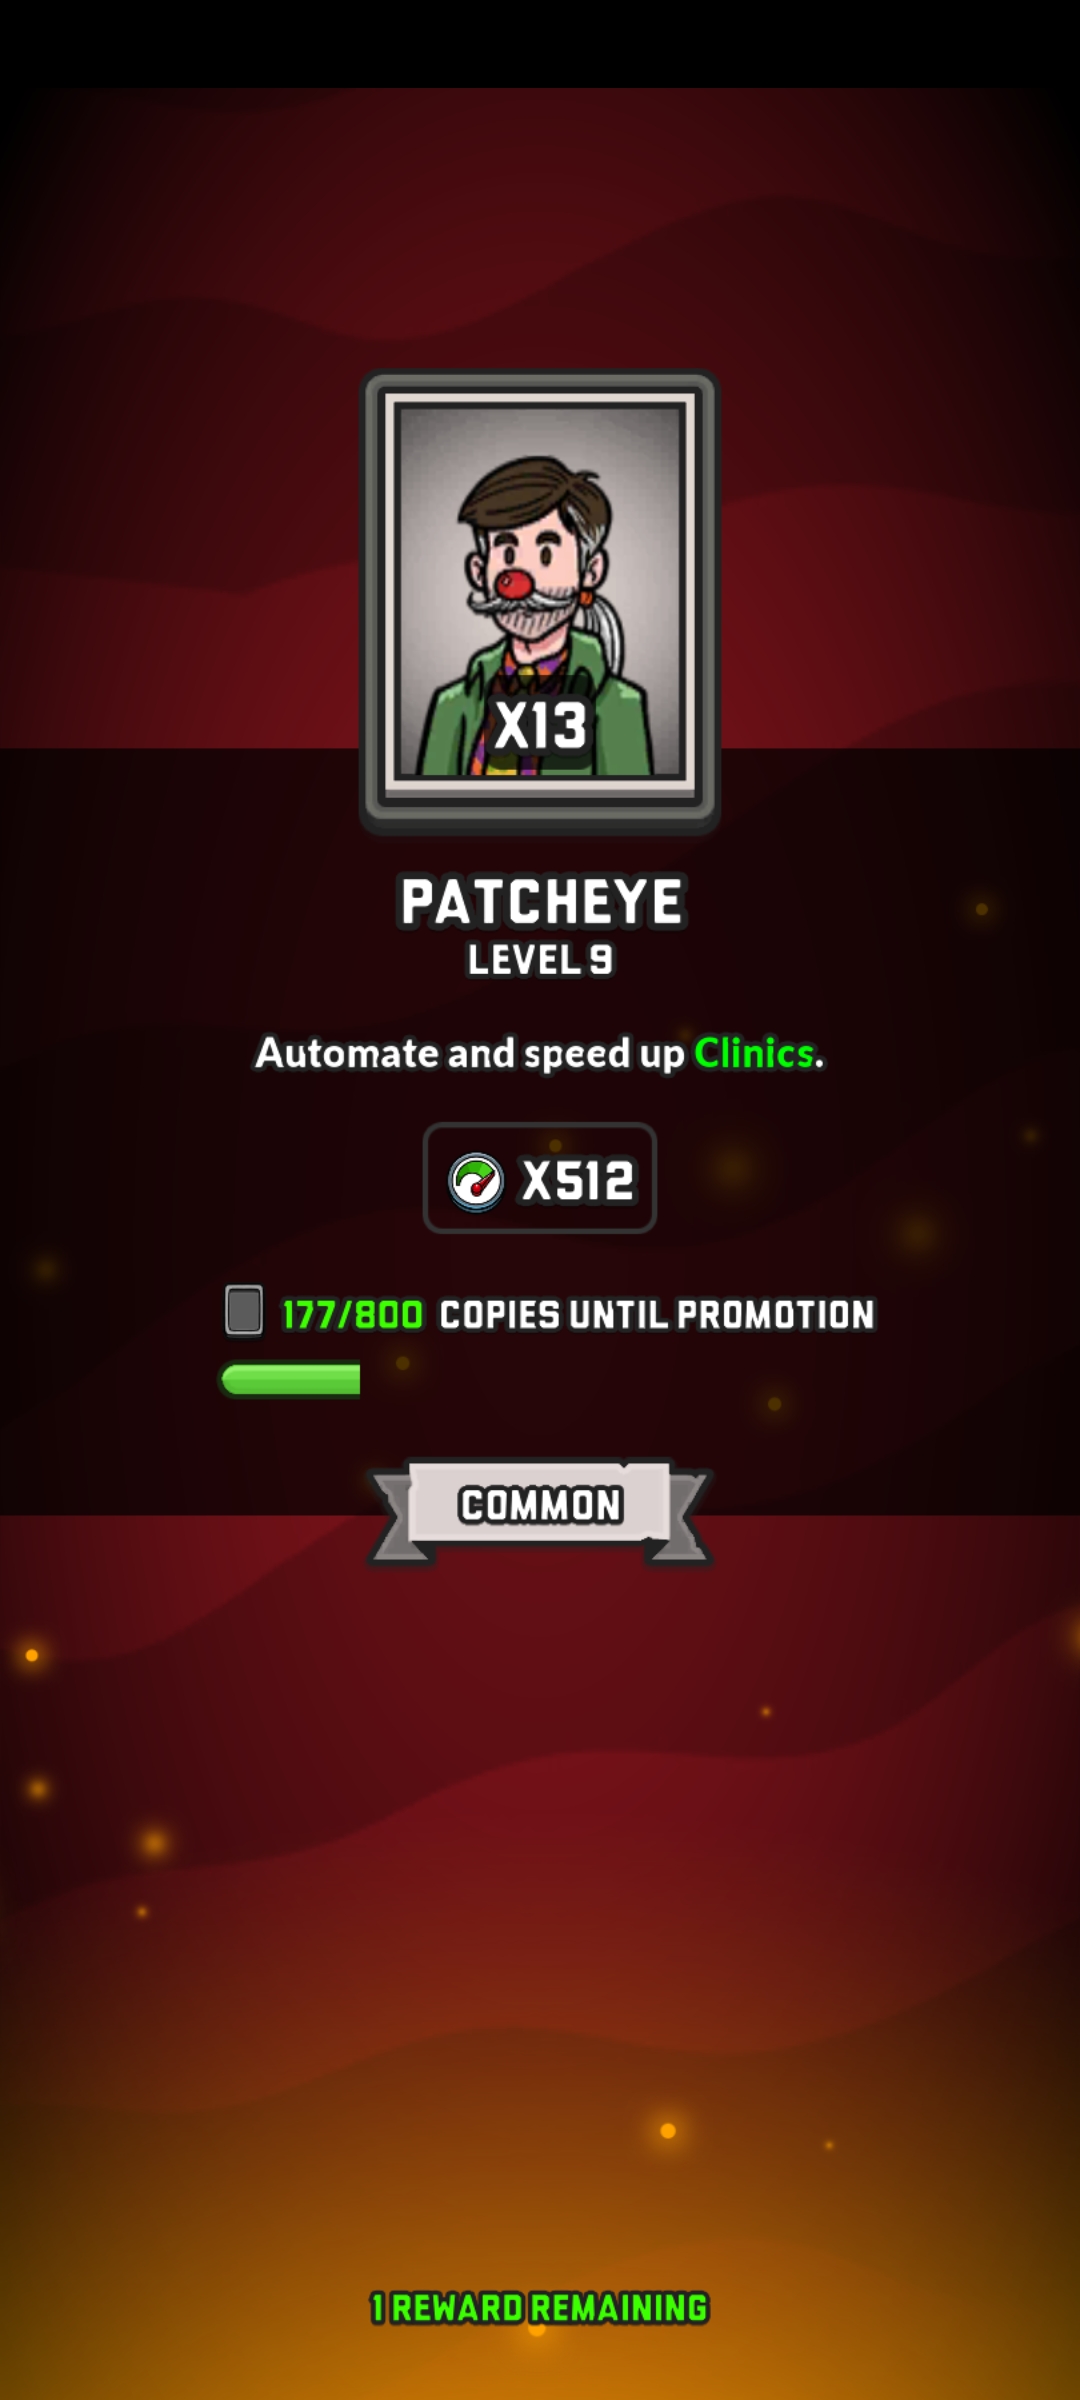 X13
PATCHEYE
LEVEL 9
Automate and speed up Clinics.
X512
177/800 COPIES UNTIL PROMOTION
COMMON
1 REWARD REMAINING